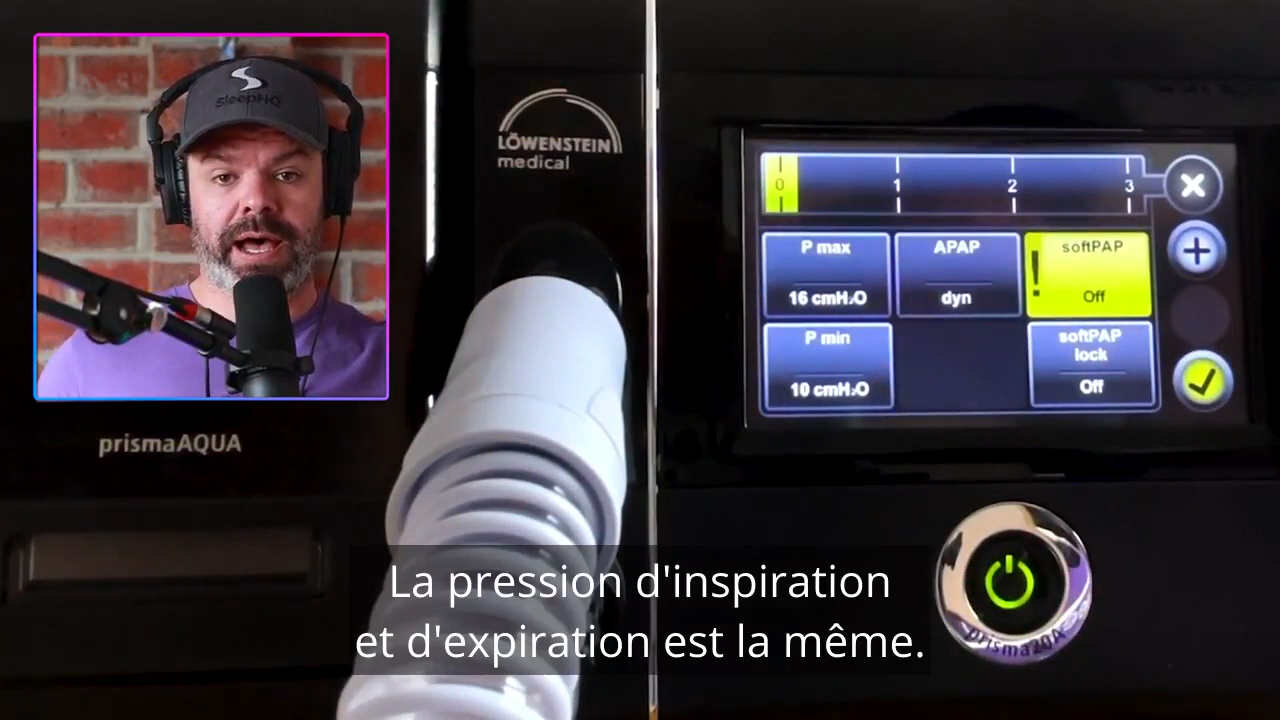 SleepHQ
LÖWENSTEIN
medical
0 1 2 3
P max
16 cmH₂O
APAP
dyn
softPAP
! Off
P min
10 cmH₂O
softPAP
lock
Off
prismaAQUA
prisma20A
La pression d'inspiration
et d'expiration est la même.